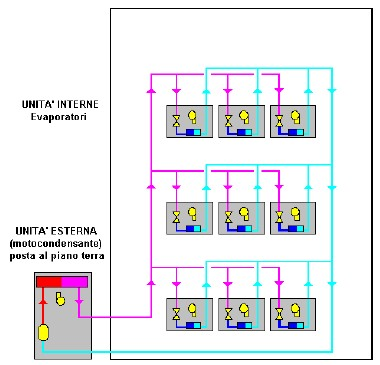 UNITA' INTERNE
Evaporatori
UNITA' ESTERNA
(motocondensante)
posta al piano terra